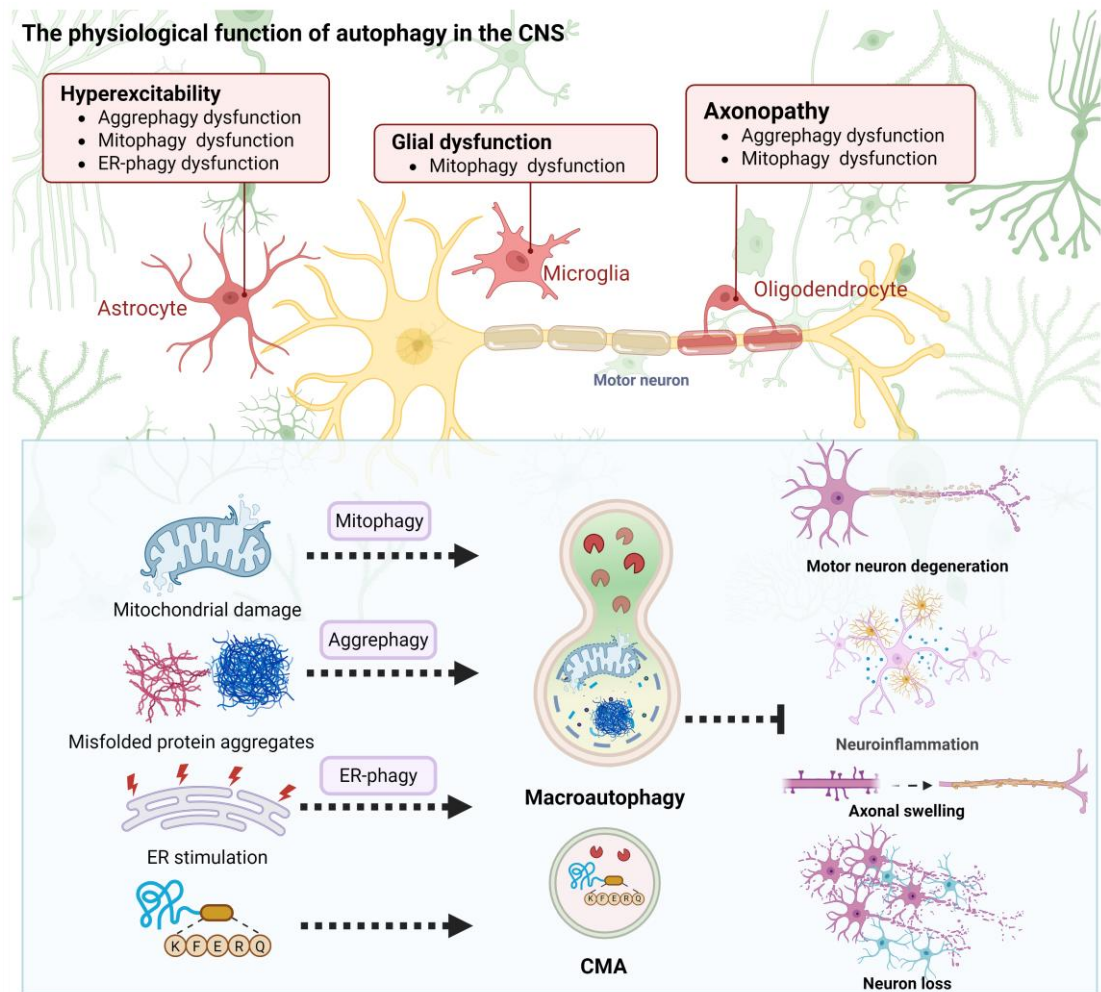 The physiological function of autophagy in the CNS
Hyperexcitability
• Aggrephagy dysfunction
• Mitophagy dysfunction
• ER-phagy dysfunction
Glial dysfunction
• Mitophagy dysfunction
Axonopathy
• Aggrephagy dysfunction
• Mitophagy dysfunction
Astrocyte
Microglia
Oligodendrocyte
Motor neuron
Mitophagy
Mitochondrial damage
Aggrephagy
Misfolded protein aggregates
ER-phagy
ER stimulation
K F E R Q
Macroautophagy
K F E R Q
CMA
Motor neuron degeneration
Neuroinflammation
Axonal swelling
Neuron loss